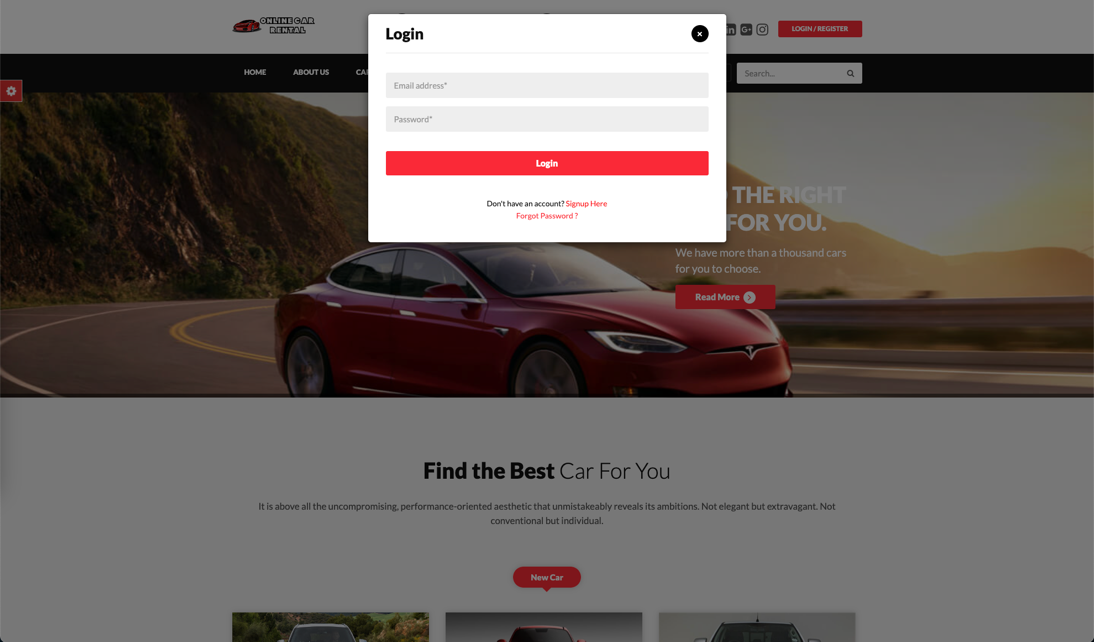 ONLINE CAR
RENTAL
LOGIN / REGISTER
HOME
ABOUT US
Search...
Login
Email address*
Password*
Login
Don't have an account? Signup Here
Forgot Password ?
THE RIGHT
FOR YOU.
We have more than a thousand cars
for you to choose.
Read More
Find the Best Car For You
It is above all the uncompromising, performance-oriented aesthetic that unmistakeably reveals its ambitions. Not elegant but extravagant. Not
conventional but individual.
New Car